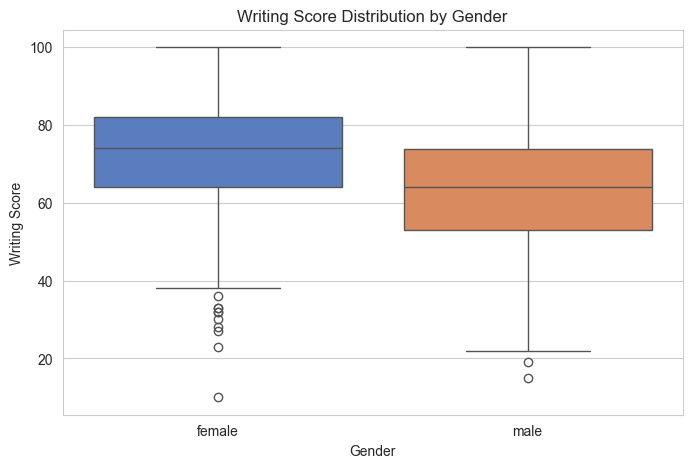 Writing Score Distribution by Gender
100
80
60
40
20
Writing Score
female
male
Gender